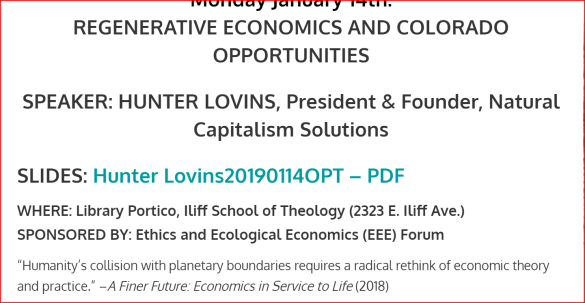 Monday January 14th:
REGENERATIVE ECONOMICS AND COLORADO
OPPORTUNITIES
SPEAKER: HUNTER LOVINS, President & Founder, Natural
Capitalism Solutions
SLIDES: Hunter Lovins20190114OPT – PDF
WHERE: Library Portico, Iliff School of Theology (2323 E. Iliff Ave.)
SPONSORED BY: Ethics and Ecological Economics (EEE) Forum
“Humanity’s collision with planetary boundaries requires a radical rethink of economic theory
and practice.” –A Finer Future: Economics in Service to Life (2018)